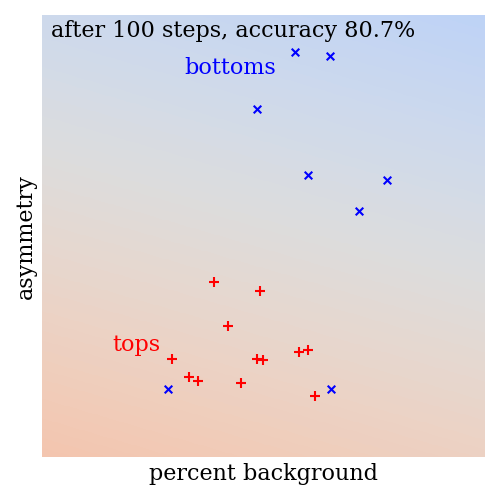 after 100 steps, accuracy 80.7%
bottoms
asymmetry
tops
percent background